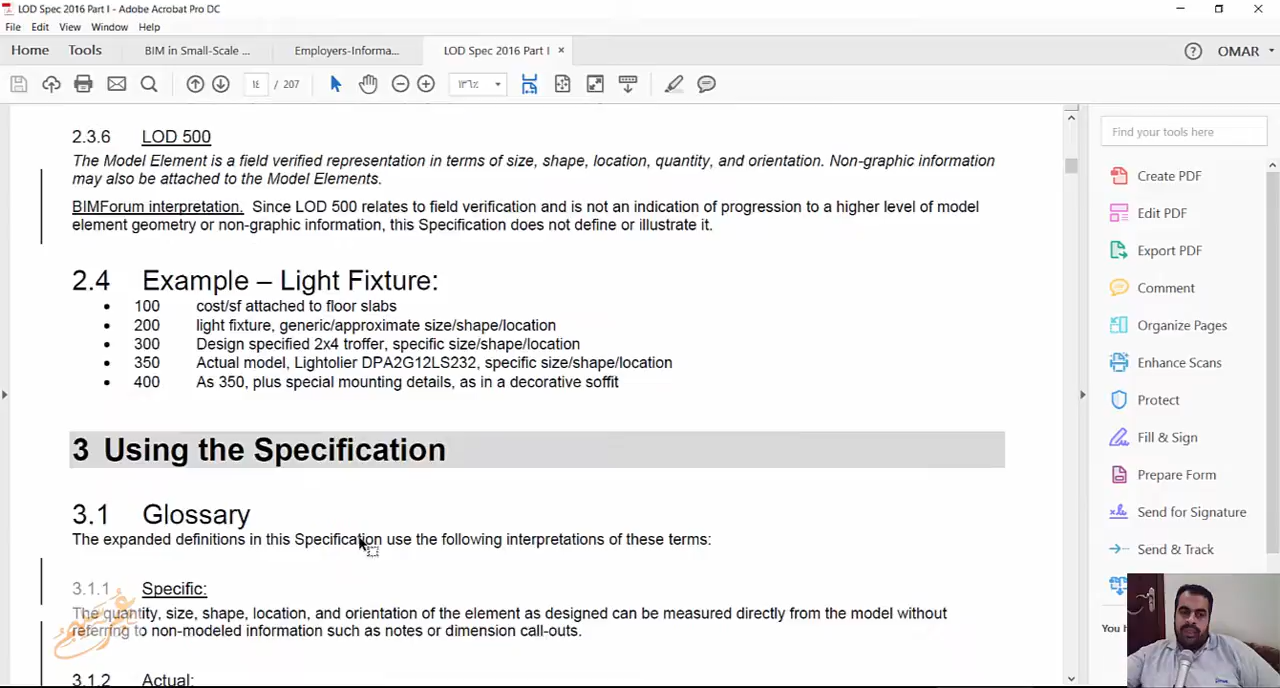 LOD Spec 2016 Part I - Adobe Acrobat Pro DC
File Edit View Window Help
Home Tools BIM in Small-Scale ... Employers-Informa... LOD Spec 2016 Part I × OMAR
١٤ / 207 ١٣٦٪
2.3.6 LOD 500
The Model Element is a field verified representation in terms of size, shape, location, quantity, and orientation. Non-graphic information
may also be attached to the Model Elements.
BIMForum interpretation. Since LOD 500 relates to field verification and is not an indication of progression to a higher level of model
element geometry or non-graphic information, this Specification does not define or illustrate it.
2.4 Example – Light Fixture:
• 100 cost/sf attached to floor slabs
• 200 light fixture, generic/approximate size/shape/location
• 300 Design specified 2x4 troffer, specific size/shape/location
• 350 Actual model, Lightolier DPA2G12LS232, specific size/shape/location
• 400 As 350, plus special mounting details, as in a decorative soffit
3 Using the Specification
3.1 Glossary
The expanded definitions in this Specification use the following interpretations of these terms:
3.1.1 Specific:
The quantity, size, shape, location, and orientation of the element as designed can be measured directly from the model without
referring to non-modeled information such as notes or dimension call-outs.
3.1.2 Actual:
Find your tools here
Create PDF
Edit PDF
Export PDF
Comment
Organize Pages
Enhance Scans
Protect
Fill & Sign
Prepare Form
Send for Signature
Send & Track
You h